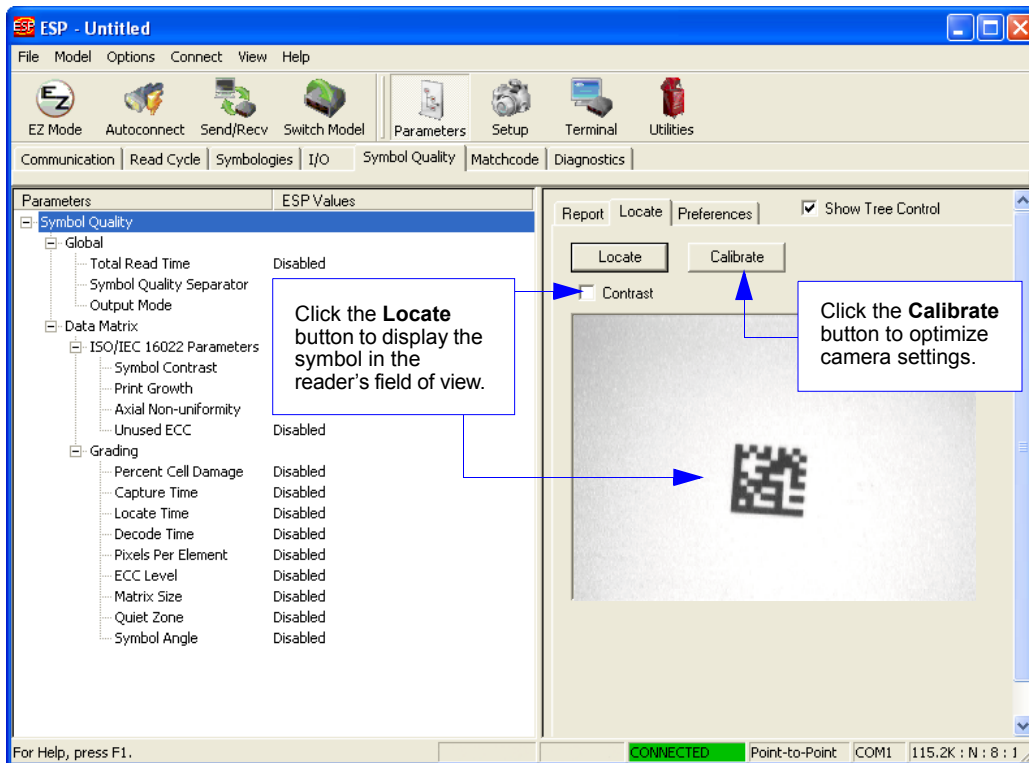 ESP - Untitled
File Model Options Connect View Help
EZ
EZ Mode Autoconnect Send/Recv Switch Model Parameters Setup Terminal Utilities
Communication Read Cycle Symbologies I/O Symbol Quality Matchcode Diagnostics
Parameters ESP Values
Symbol Quality
Global
Total Read Time Disabled
Symbol Quality Separator
Output Mode
Data Matrix
ISO/IEC 16022 Parameters
Symbol Contrast
Print Growth
Axial Non-uniformity
Unused ECC Disabled
Grading
Percent Cell Damage Disabled
Capture Time Disabled
Locate Time Disabled
Decode Time Disabled
Pixels Per Element Disabled
ECC Level Disabled
Matrix Size Disabled
Quiet Zone Disabled
Symbol Angle Disabled
Click the Locate
button to display the
symbol in the
reader's field of view.
Report Locate Preferences Show Tree Control
Locate Calibrate
Contrast
Click the Calibrate
button to optimize
camera settings.
For Help, press F1. CONNECTED Point-to-Point COM1 115.2K : N : 8 : 1